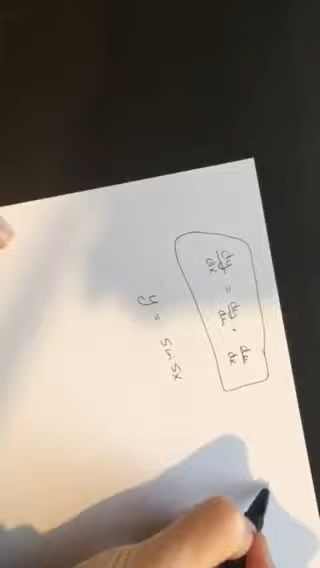 dy/dx = dy/du · du/dx
y = sin 5x